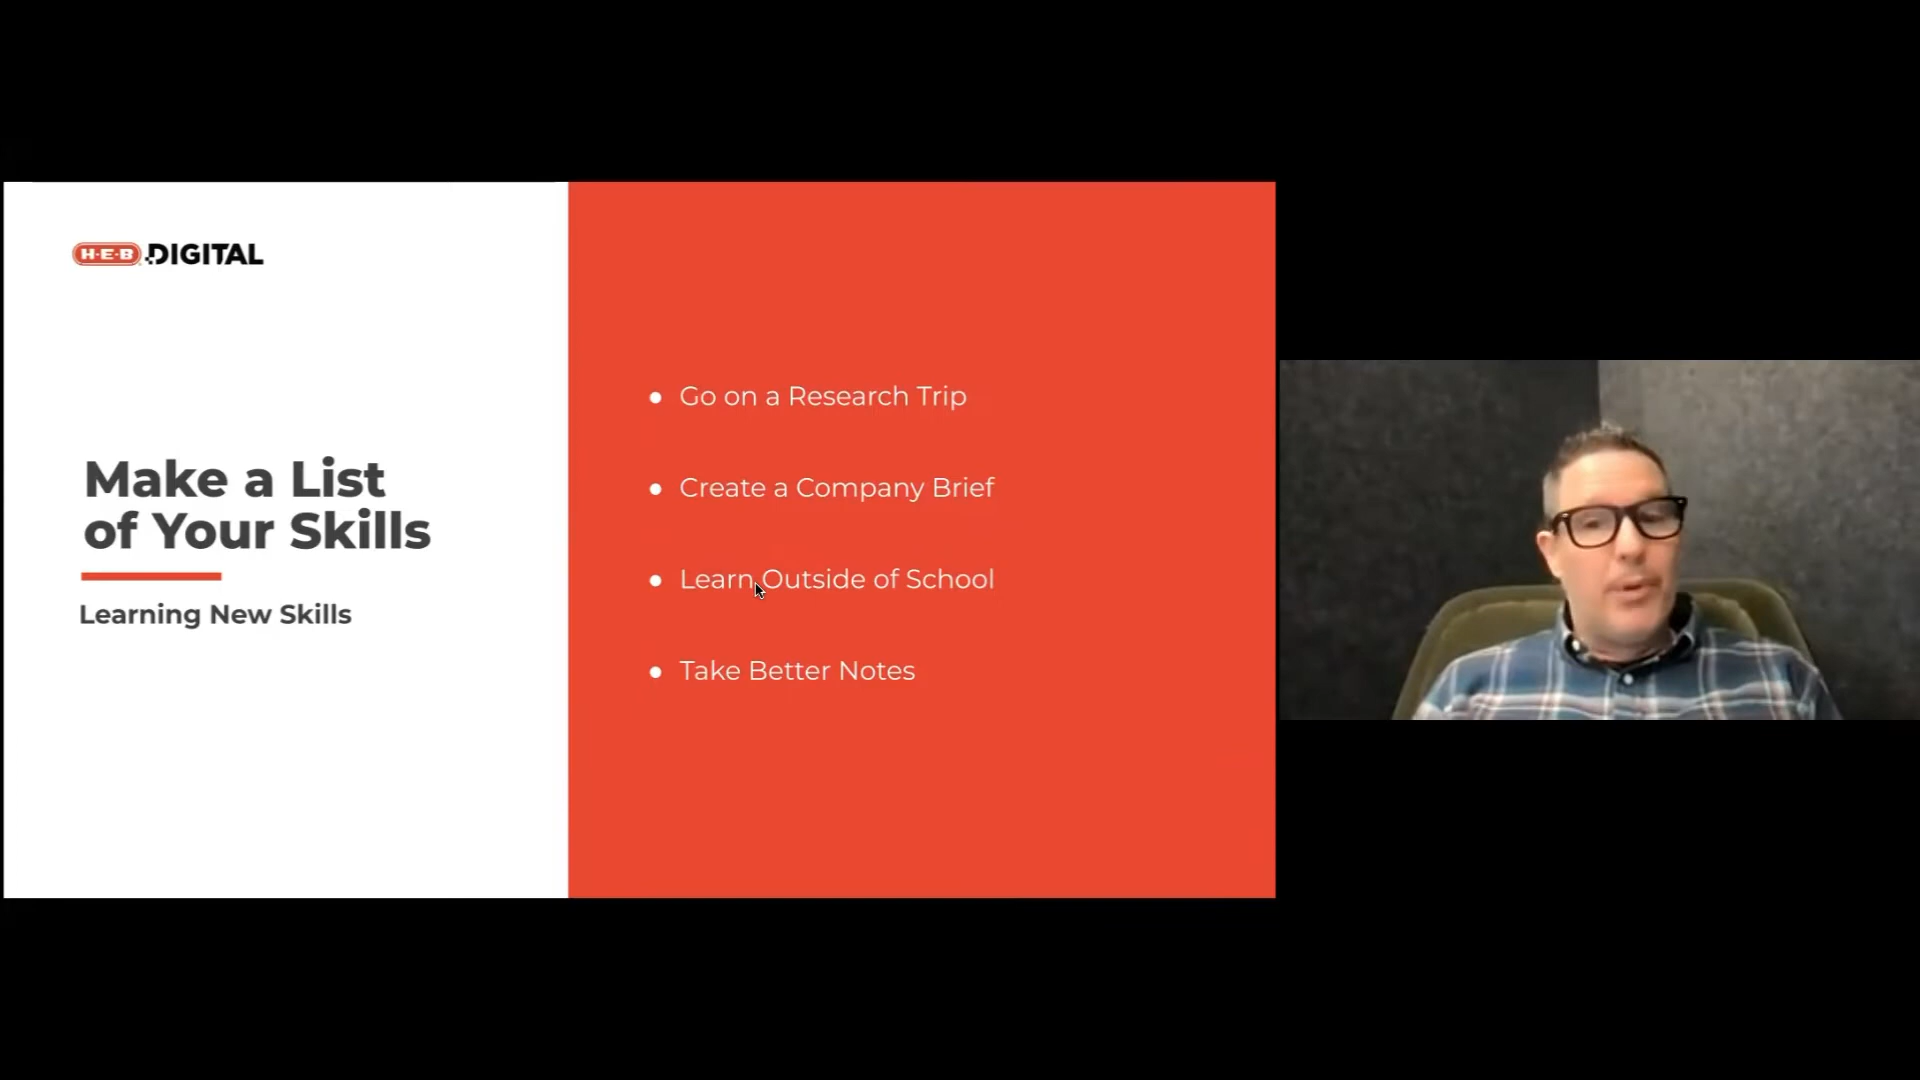 H-E-B DIGITAL
Make a List
of Your Skills
Learning New Skills
● Go on a Research Trip
● Create a Company Brief
● Learn Outside of School
● Take Better Notes